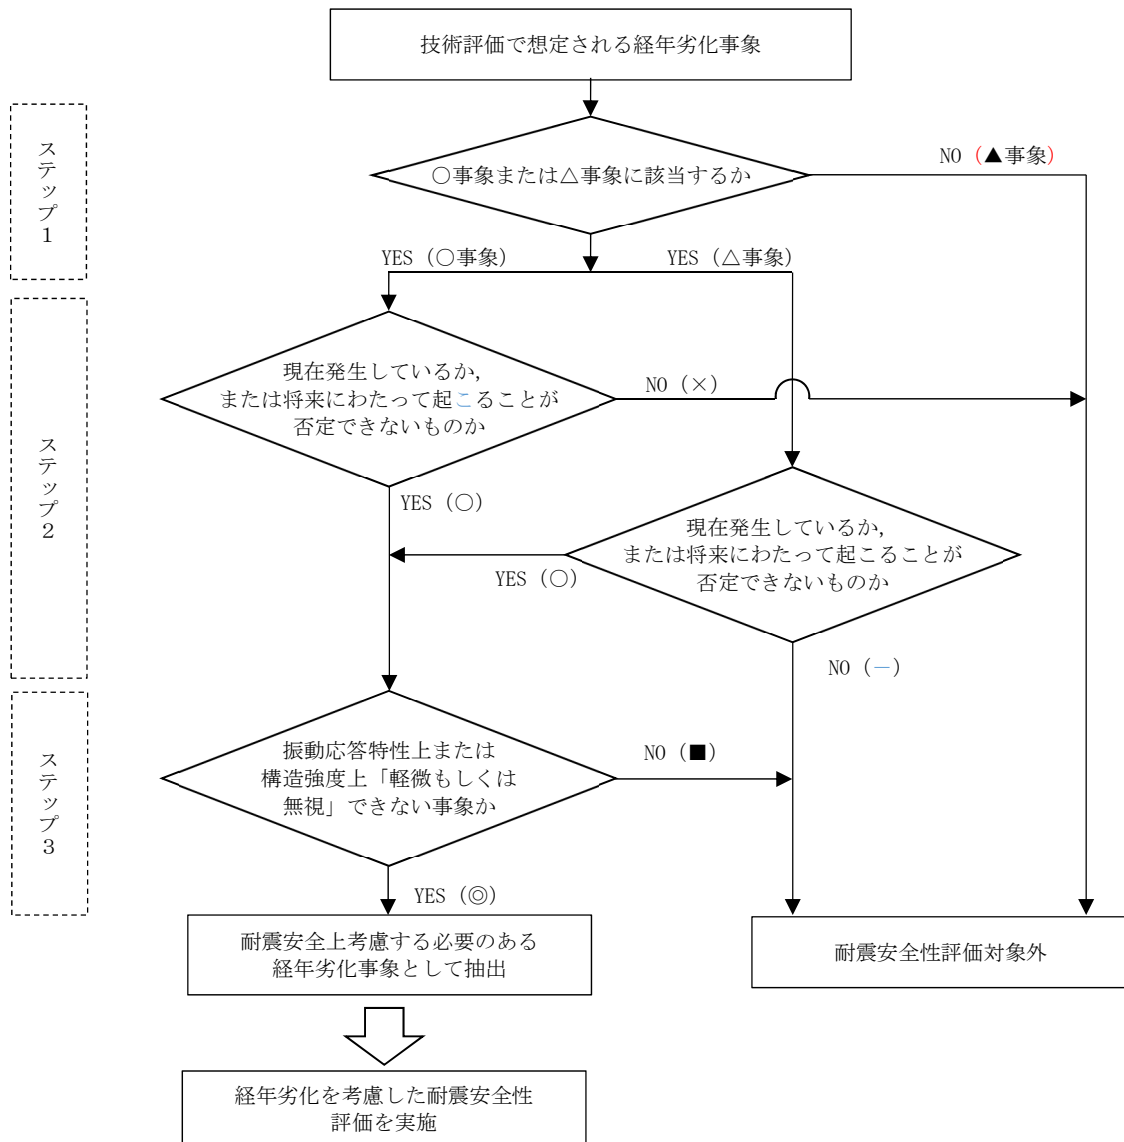 技術評価で想定される経年劣化事象
ステップ1
○事象または△事象に該当するか
NO（▲事象）
YES（○事象）
YES（△事象）
ステップ2
現在発生しているか,
または将来にわたって起こることが
否定できないものか
NO（×）
YES（○）
現在発生しているか,
または将来にわたって起こることが
否定できないものか
YES（○）
NO（－）
ステップ3
振動応答特性上または
構造強度上「軽微もしくは
無視」できない事象か
NO（■）
YES（◎）
耐震安全上考慮する必要のある
経年劣化事象として抽出
耐震安全性評価対象外
経年劣化を考慮した耐震安全性
評価を実施